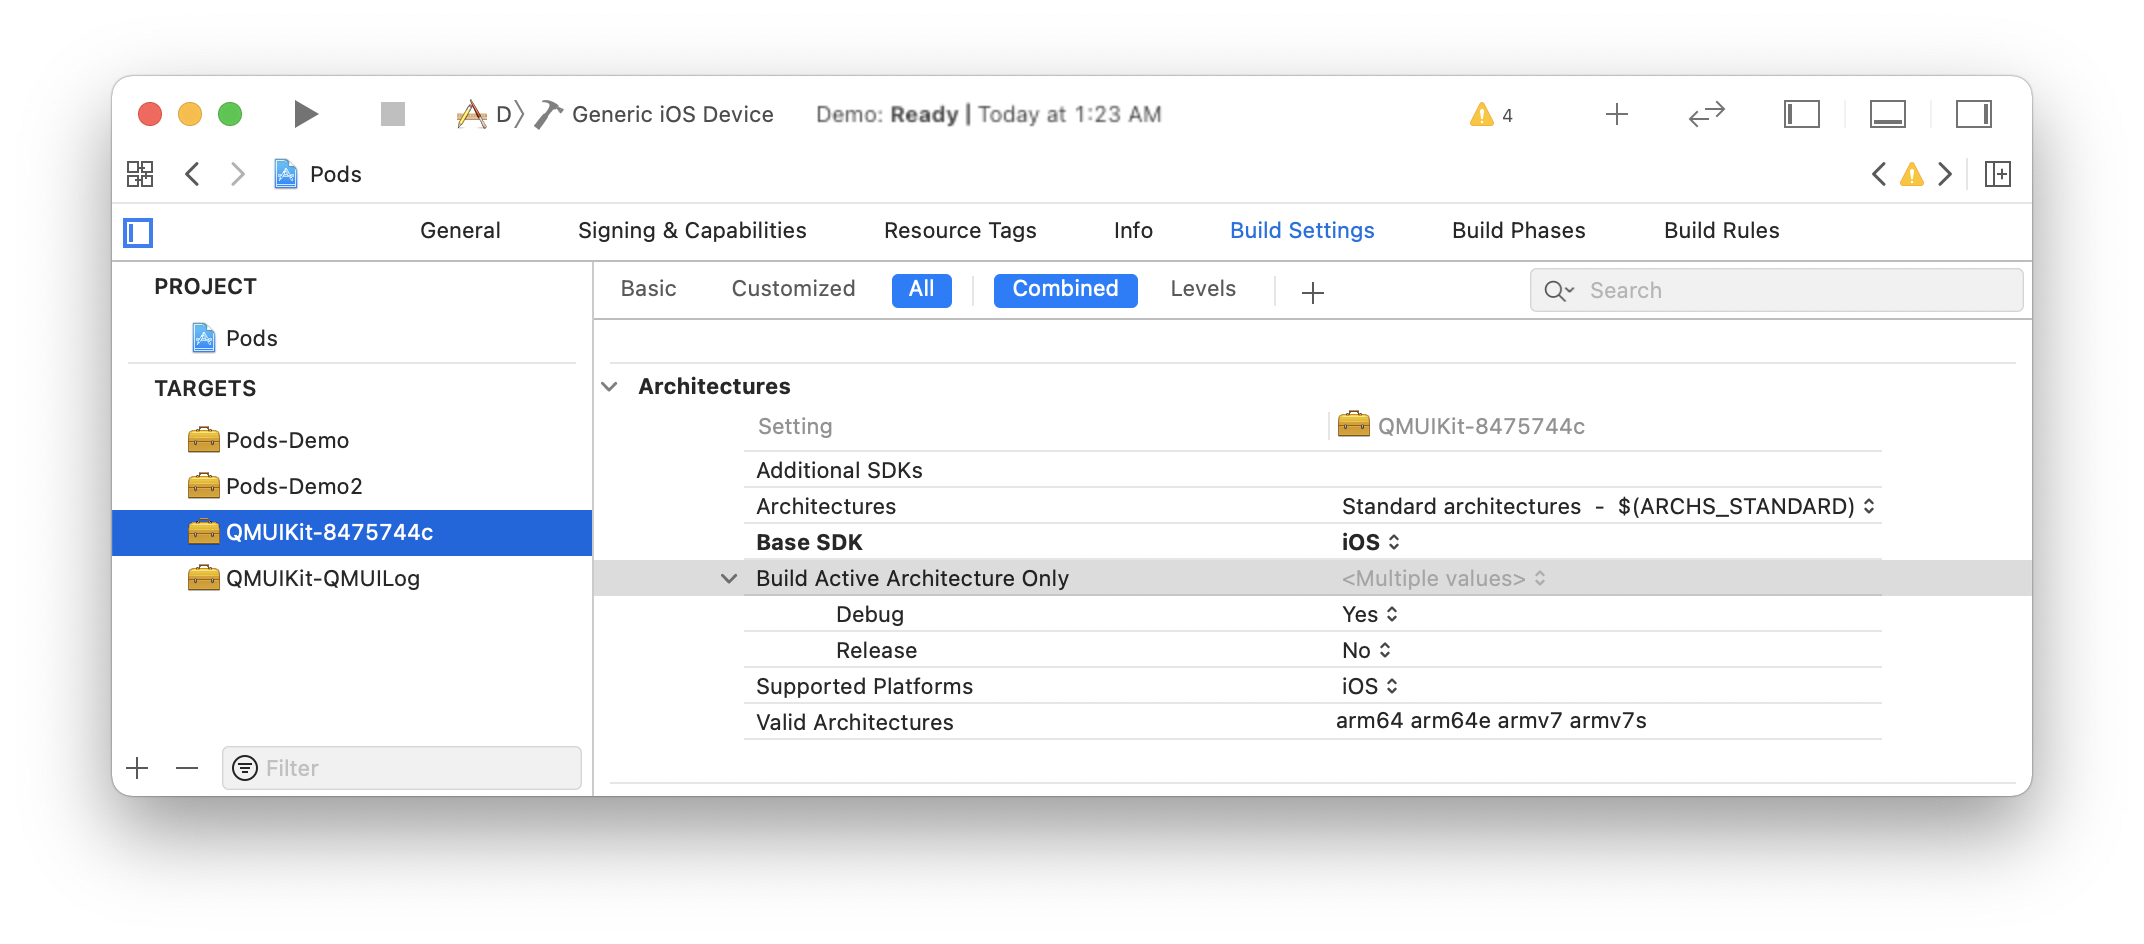 D〉 Generic iOS Device Demo: Ready | Today at 1:23 AM 4
Pods
General Signing & Capabilities Resource Tags Info Build Settings Build Phases Build Rules
PROJECT
Pods
TARGETS
Pods-Demo
Pods-Demo2
QMUIKit-8475744c
QMUIKit-QMUILog
Filter
Basic Customized All Combined Levels Search
Architectures
Setting QMUIKit-8475744c
Additional SDKs
Architectures Standard architectures - $(ARCHS_STANDARD)
Base SDK iOS
Build Active Architecture Only <Multiple values>
Debug Yes
Release No
Supported Platforms iOS
Valid Architectures arm64 arm64e armv7 armv7s